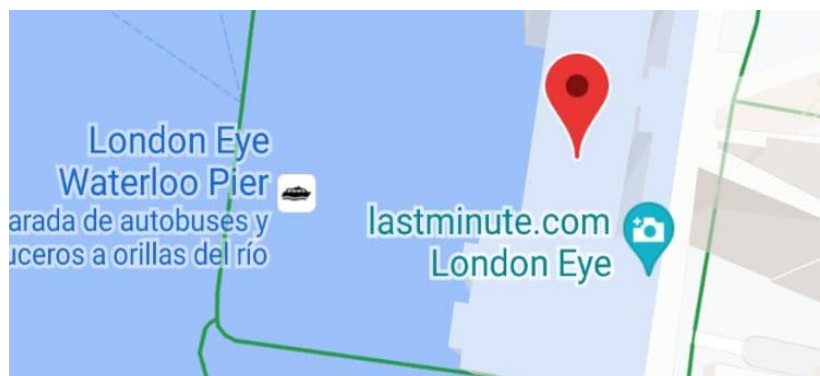 London Eye
Waterloo Pier
arada de autobuses y
uceros a orillas del río
lastminute.com
London Eye